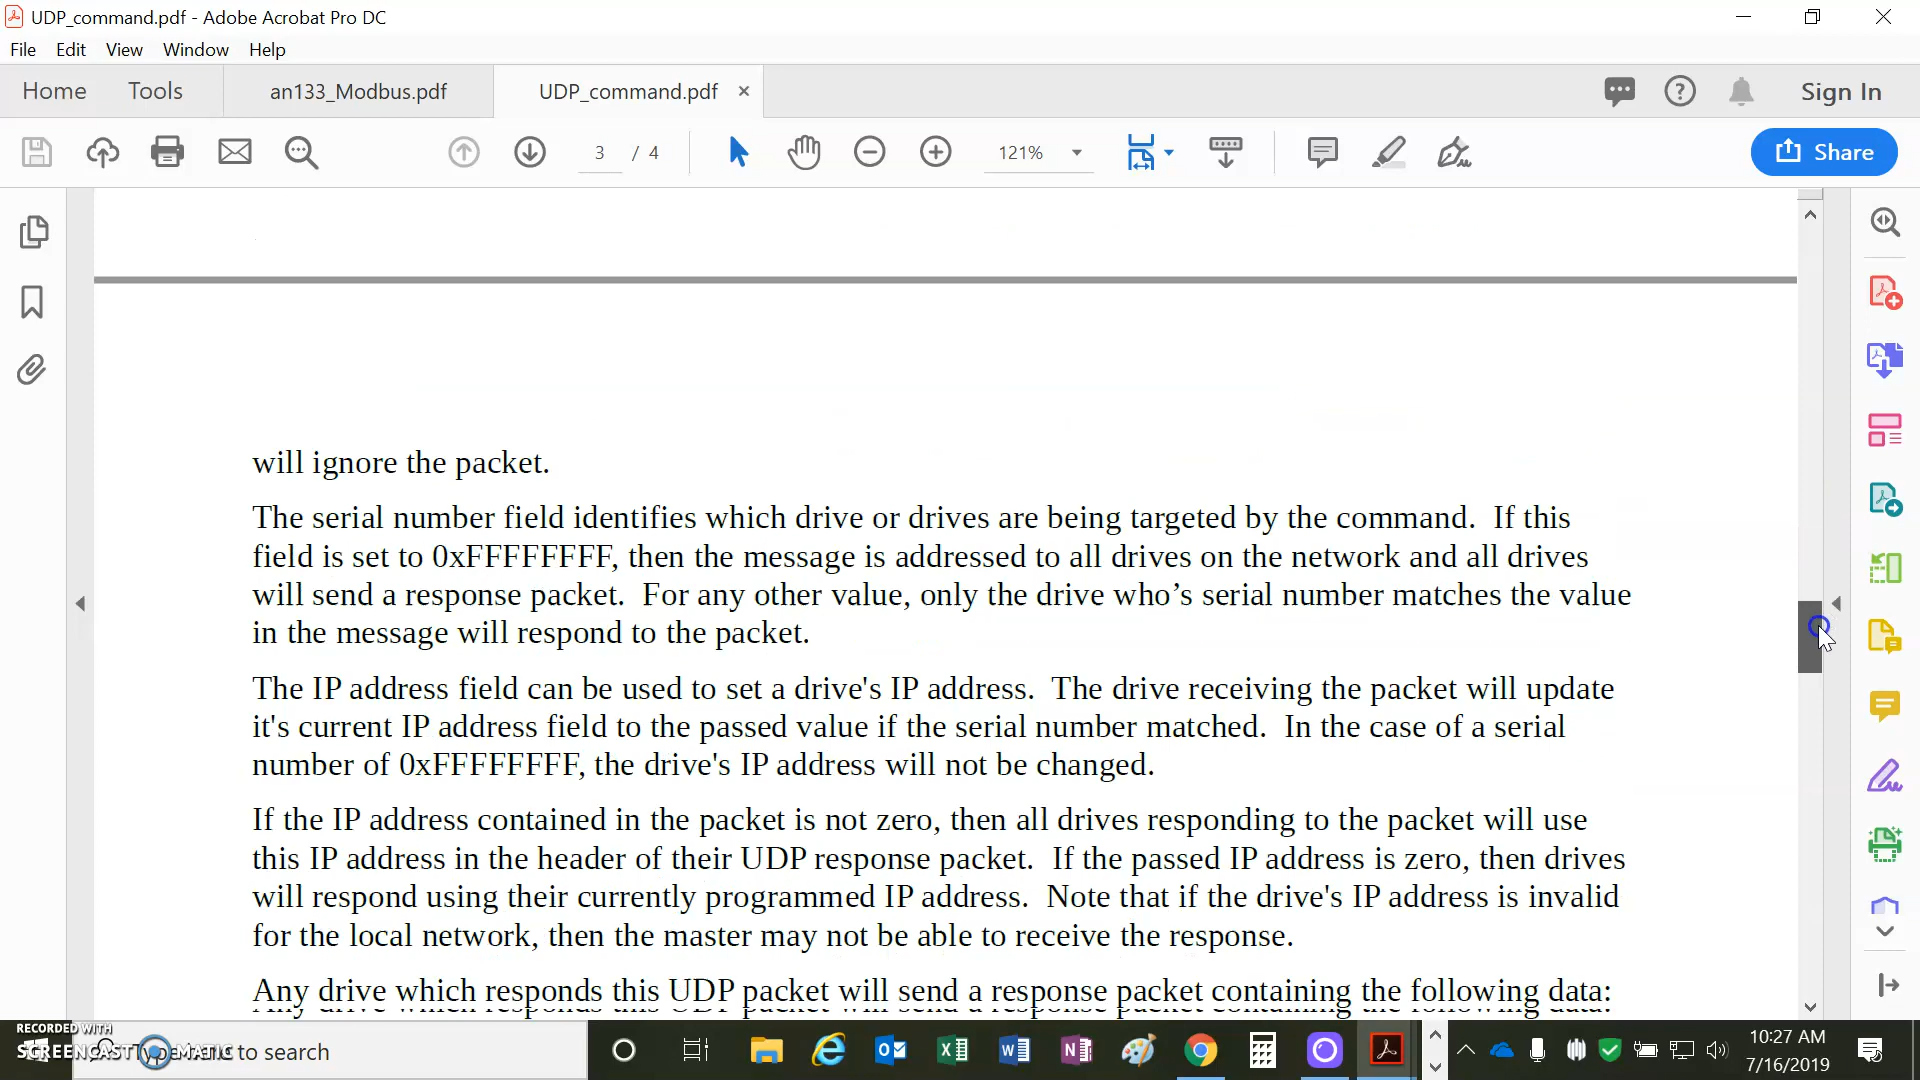 UDP_command.pdf - Adobe Acrobat Pro DC
File Edit View Window Help
Home Tools an133_Modbus.pdf UDP_command.pdf × Sign In
3 / 4 121% Share
will ignore the packet.
The serial number field identifies which drive or drives are being targeted by the command.  If this
field is set to 0xFFFFFFFF, then the message is addressed to all drives on the network and all drives
will send a response packet.  For any other value, only the drive who’s serial number matches the value
in the message will respond to the packet.
The IP address field can be used to set a drive's IP address.  The drive receiving the packet will update
it's current IP address field to the passed value if the serial number matched.  In the case of a serial
number of 0xFFFFFFFF, the drive's IP address will not be changed.
If the IP address contained in the packet is not zero, then all drives responding to the packet will use
this IP address in the header of their UDP response packet.  If the passed IP address is zero, then drives
will respond using their currently programmed IP address.  Note that if the drive's IP address is invalid
for the local network, then the master may not be able to receive the response.
Any drive which responds this UDP packet will send a response packet containing the following data:
RECORDED WITH
SCREENCAST MATIC
to search
10:27 AM
7/16/2019